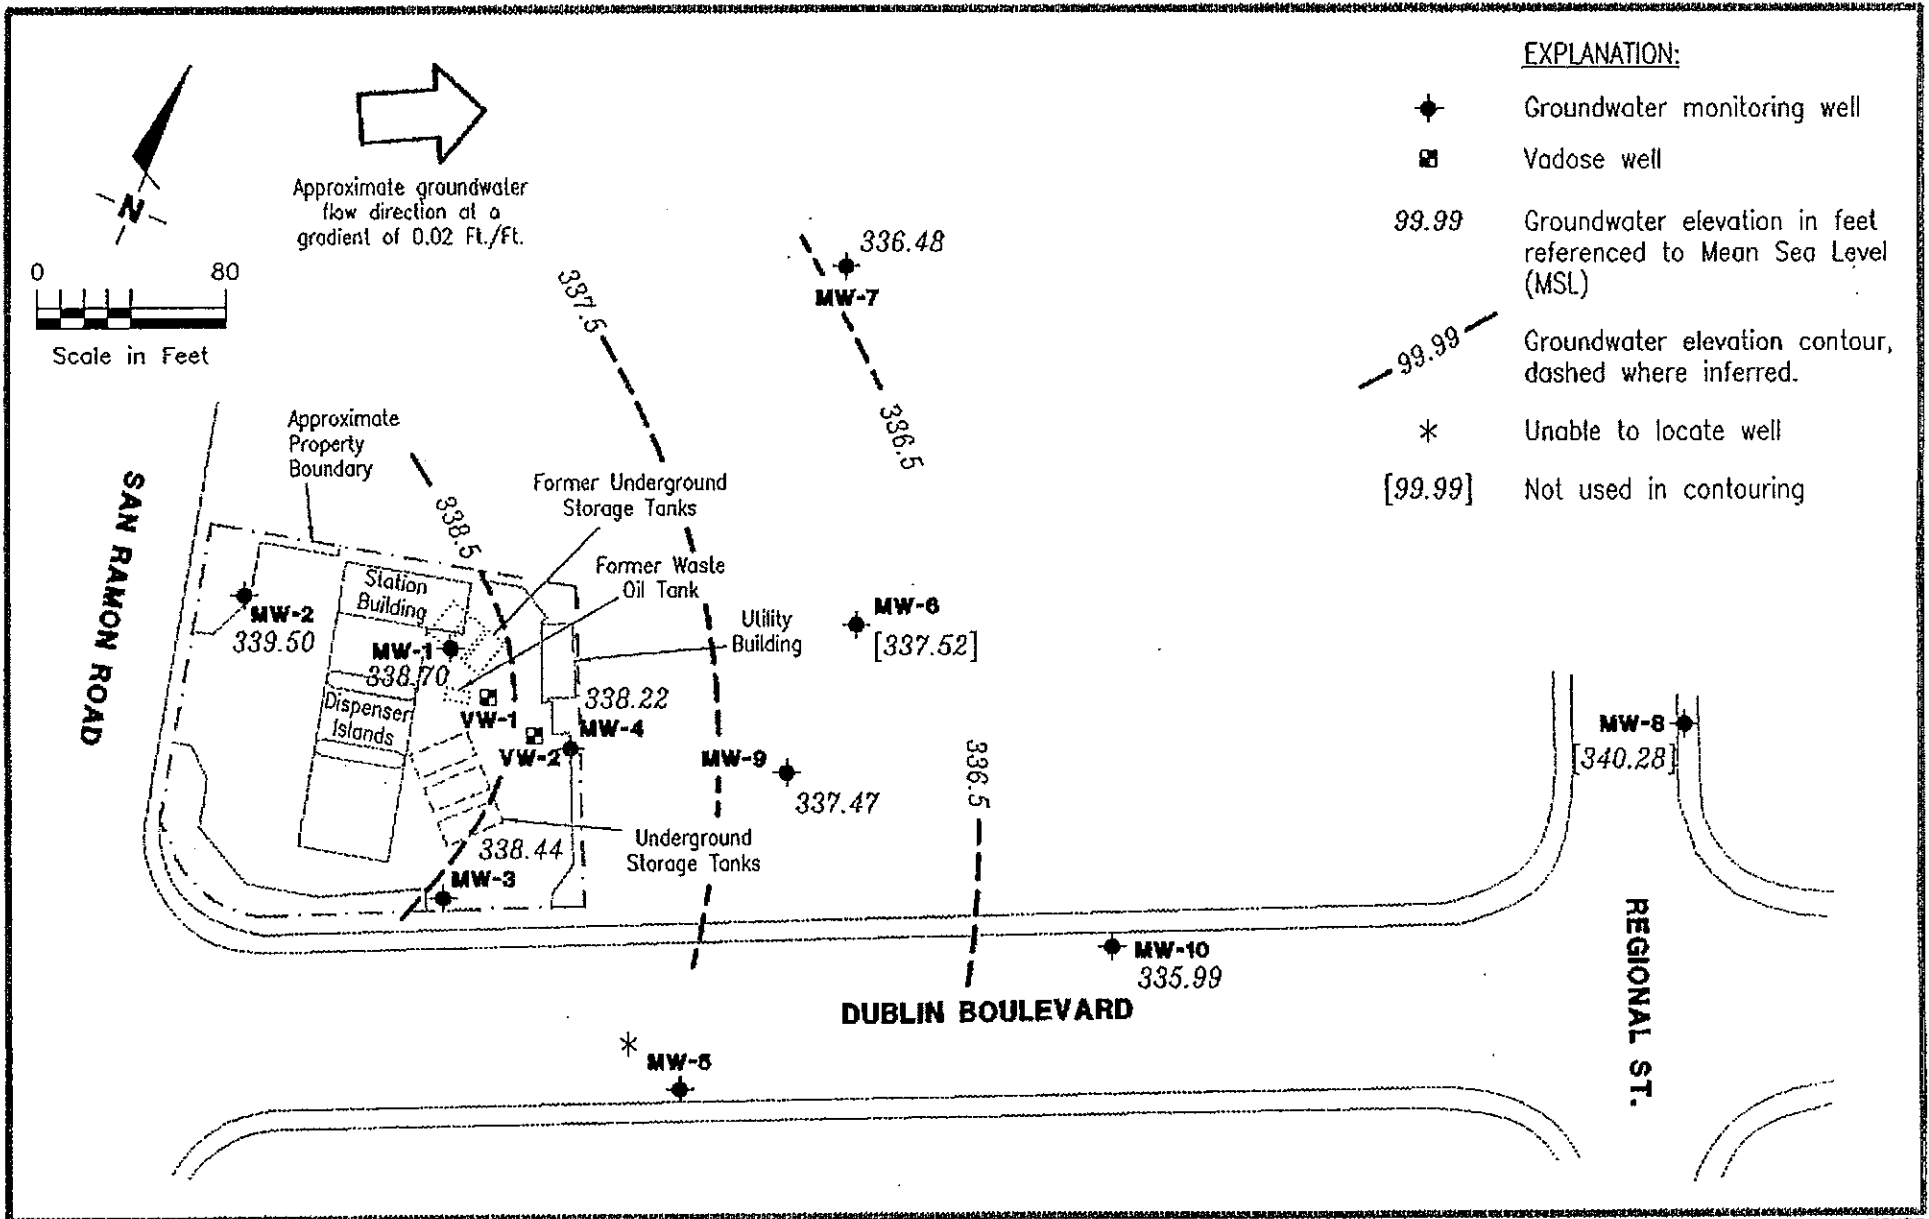 EXPLANATION:
Groundwater monitoring well
Vadose well
99.99
Groundwater elevation in feet
referenced to Mean Sea Level
(MSL)
99.99
Groundwater elevation contour,
dashed where inferred.
*
Unable to locate well
[99.99]
Not used in contouring
N
Approximate groundwater
flow direction at a
gradient of 0.02 Ft./Ft.
0 80
Scale in Feet
336.48
MW-7
337.5
336.5
Approximate
Property
Boundary
SAN RAMON ROAD
338.5
Former Underground
Storage Tanks
Former Waste
Oil Tank
Station
Building
MW-2
339.50
MW-1
338.70
Utility
Building
MW-6
[337.52]
338.22
Dispenser
Islands
VW-1
VW-2
MW-4
MW-9
337.47
336.5
MW-8
[340.28]
Underground
Storage Tanks
338.44
MW-3
MW-10
335.99
DUBLIN BOULEVARD
REGIONAL ST.
*
MW-5